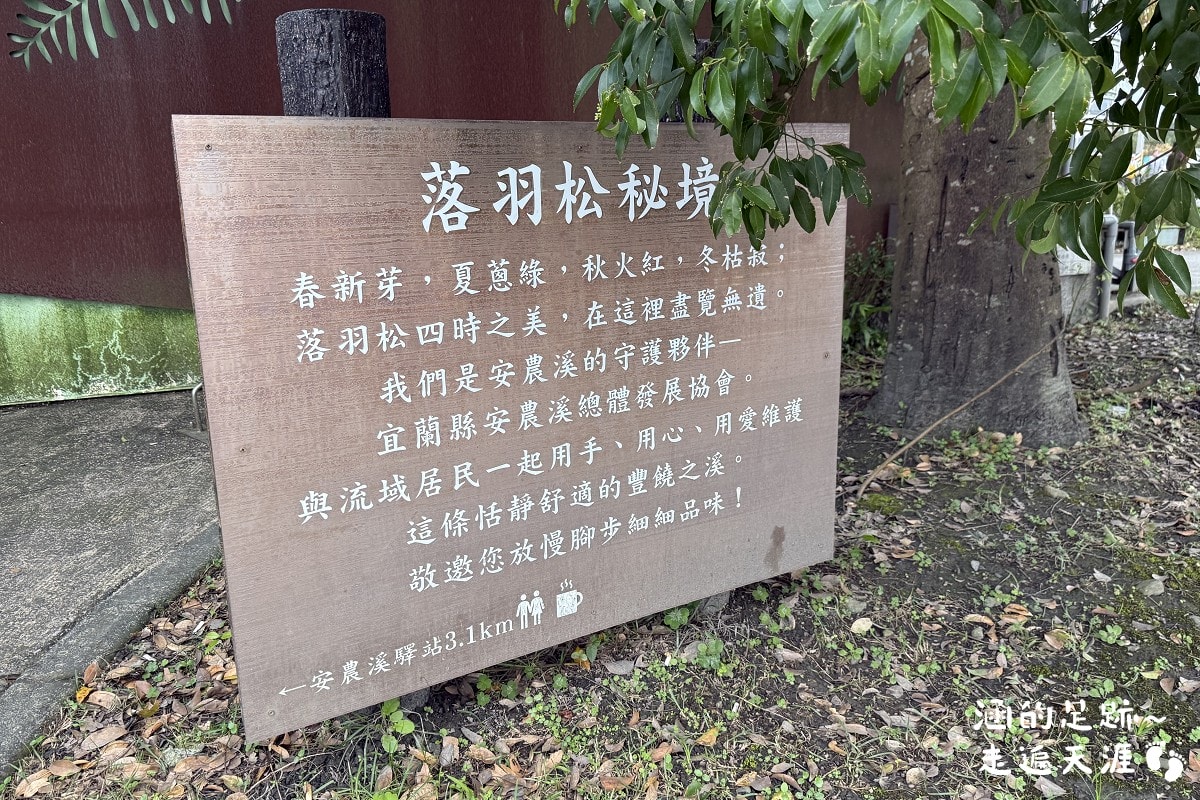 落羽松秘境
春新芽，夏蔥綠，秋火紅，冬枯寂；
落羽松四時之美，在這裡盡覽無遺。
我們是安農溪的守護夥伴—
宜蘭縣安農溪總體發展協會。
與流域居民一起用手、用心、用愛維護
這條恬靜舒適的豐饒之溪。
敬邀您放慢腳步細細品味！
←安農溪驛站3.1km
涵的足跡~
走遍天涯